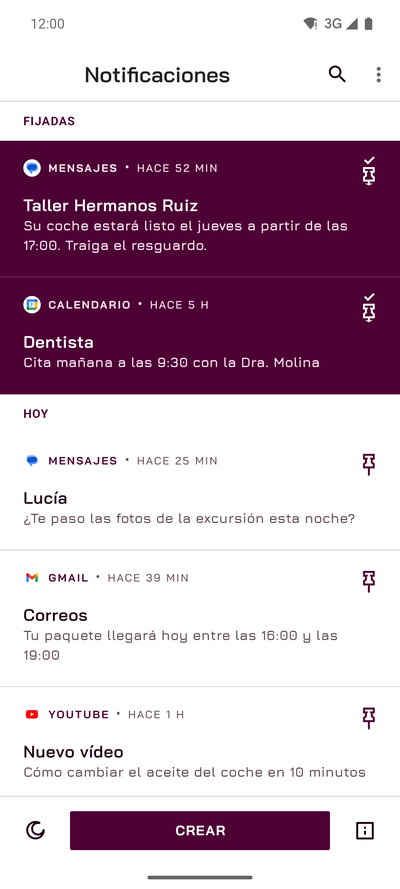 12:00
3G
Notificaciones
FIJADAS
MENSAJES • HACE 52 MIN
Taller Hermanos Ruiz
Su coche estará listo el jueves a partir de las
17:00. Traiga el resguardo.
CALENDARIO • HACE 5 H
Dentista
Cita mañana a las 9:30 con la Dra. Molina
HOY
MENSAJES • HACE 25 MIN
Lucía
¿Te paso las fotos de la excursión esta noche?
GMAIL • HACE 39 MIN
Correos
Tu paquete llegará hoy entre las 16:00 y las
19:00
YOUTUBE • HACE 1 H
Nuevo vídeo
Cómo cambiar el aceite del coche en 10 minutos
CREAR